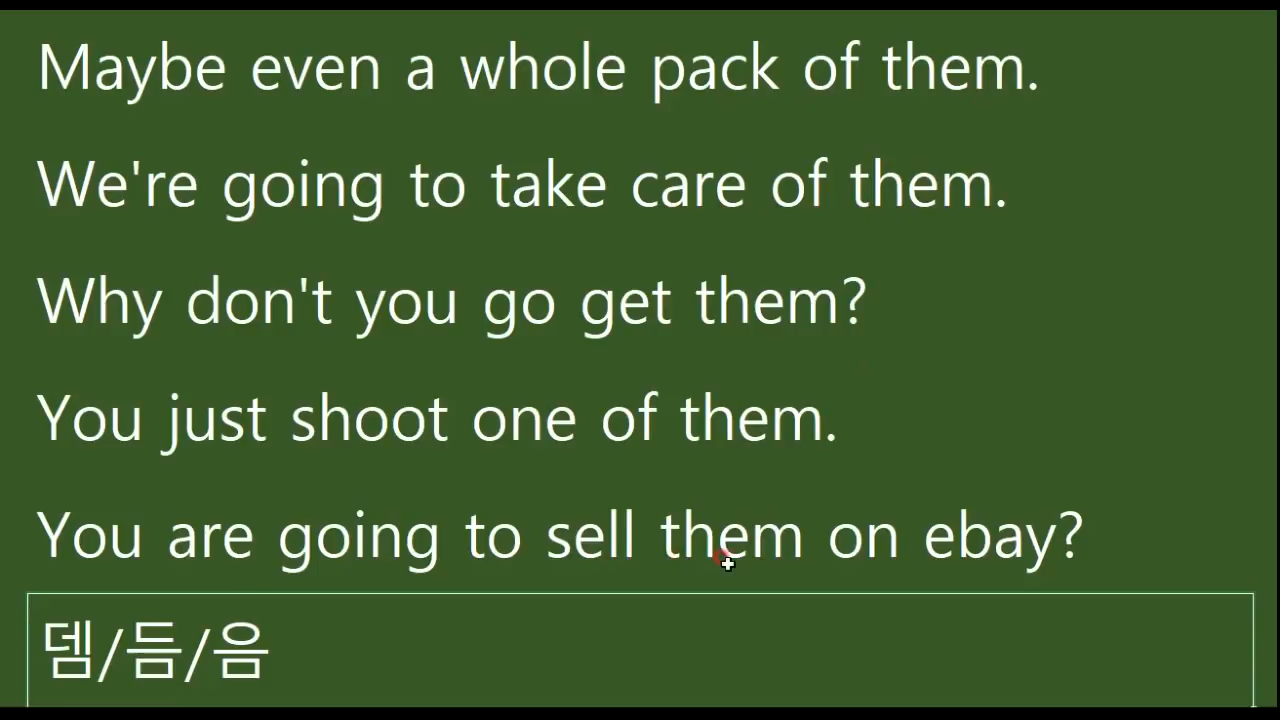 Maybe even a whole pack of them.
We're going to take care of them.
Why don't you go get them?
You just shoot one of them.
You are going to sell them on ebay?
뎀/듬/음